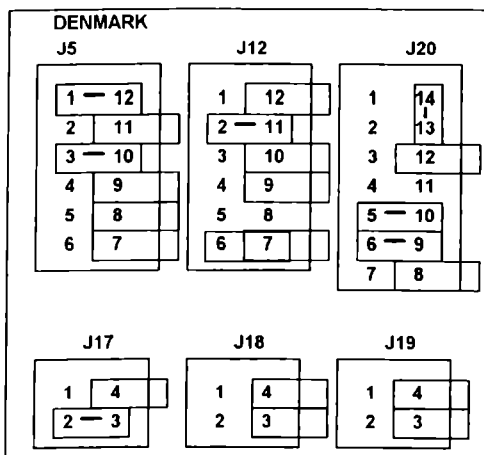 DENMARK
J5 J12 J20
1 12 1 12 1 14
2 11 2 11 2 13
3 10 3 10 3 12
4 9 4 9 4 11
5 8 5 8 5 10
6 7 6 7 6 9
7 8
J17 J18 J19
1 4 1 4 1 4
2 3 2 3 2 3